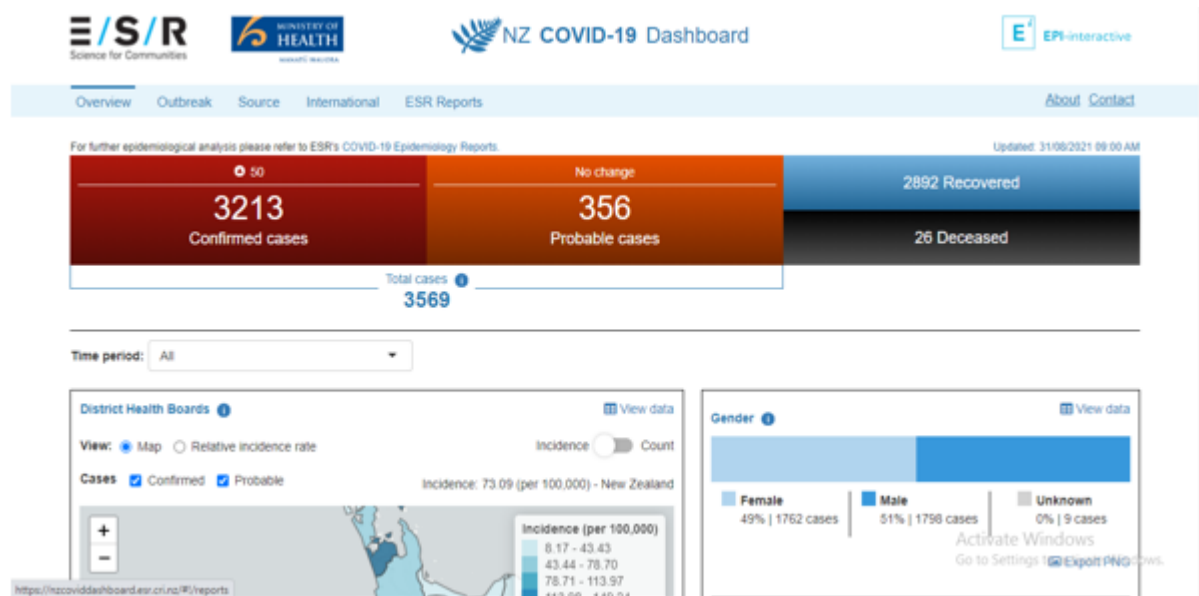 E/S/R
Science for Communities
MINISTRY OF
HEALTH
MANATŪ HAUORA
NZ COVID-19 Dashboard
E
EPI-interactive
Overview Outbreak Source International ESR Reports About Contact
For further epidemiological analysis please refer to ESR's COVID-19 Epidemiology Reports. Updated: 31/08/2021 09:00 AM
50
3213
Confirmed cases
No change
356
Probable cases
2892 Recovered
26 Deceased
Total cases
3569
Time period: All
District Health Boards View data
View: Map Relative incidence rate Incidence Count
Cases Confirmed Probable Incidence: 73.09 (per 100,000) - New Zealand
+
−
Incidence (per 100,000)
8.17 - 43.43
43.44 - 78.70
78.71 - 113.97
Gender View data
Female Male Unknown
49% | 1762 cases 51% | 1798 cases 0% | 9 cases
Activate Windows
Go to Settings
Export PNG
https://nzcoviddashboard.esr.cri.nz/#!/reports